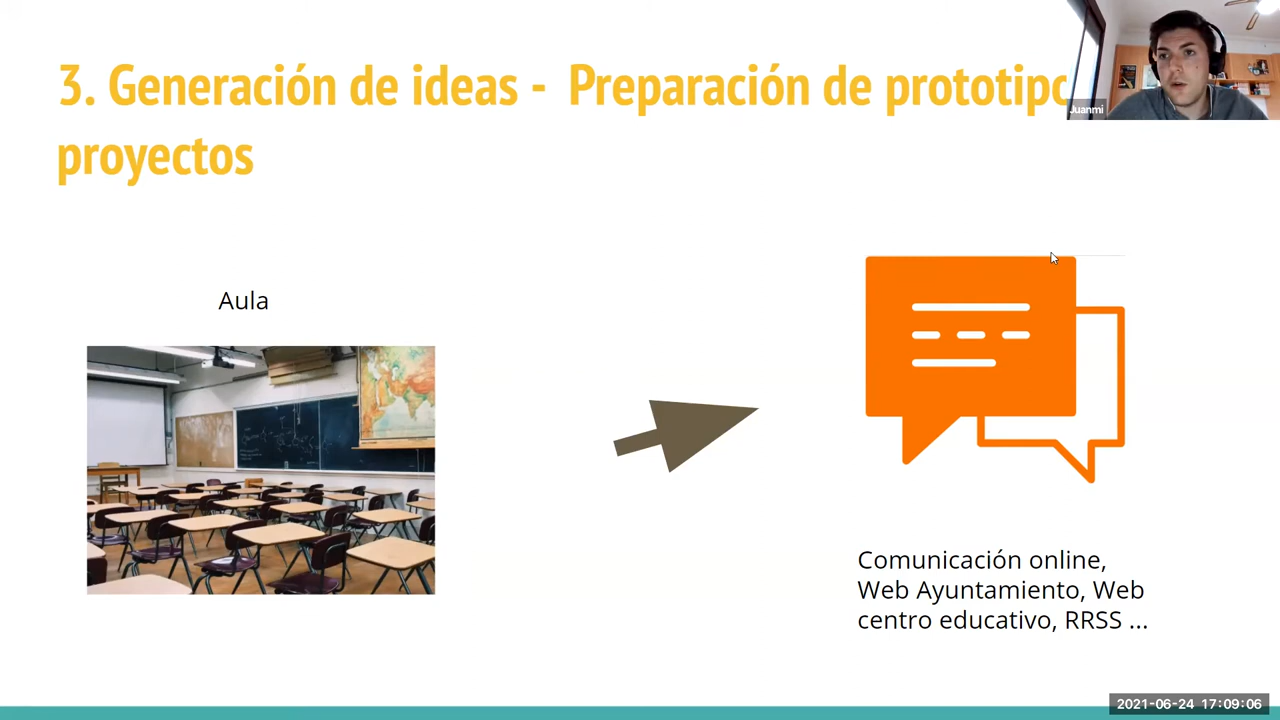 3. Generación de ideas - Preparación de
proyectos
Juanmi
Aula
Comunicación online,
Web Ayuntamiento, Web
centro educativo, RRSS ...
2021-06-24 17:09:06